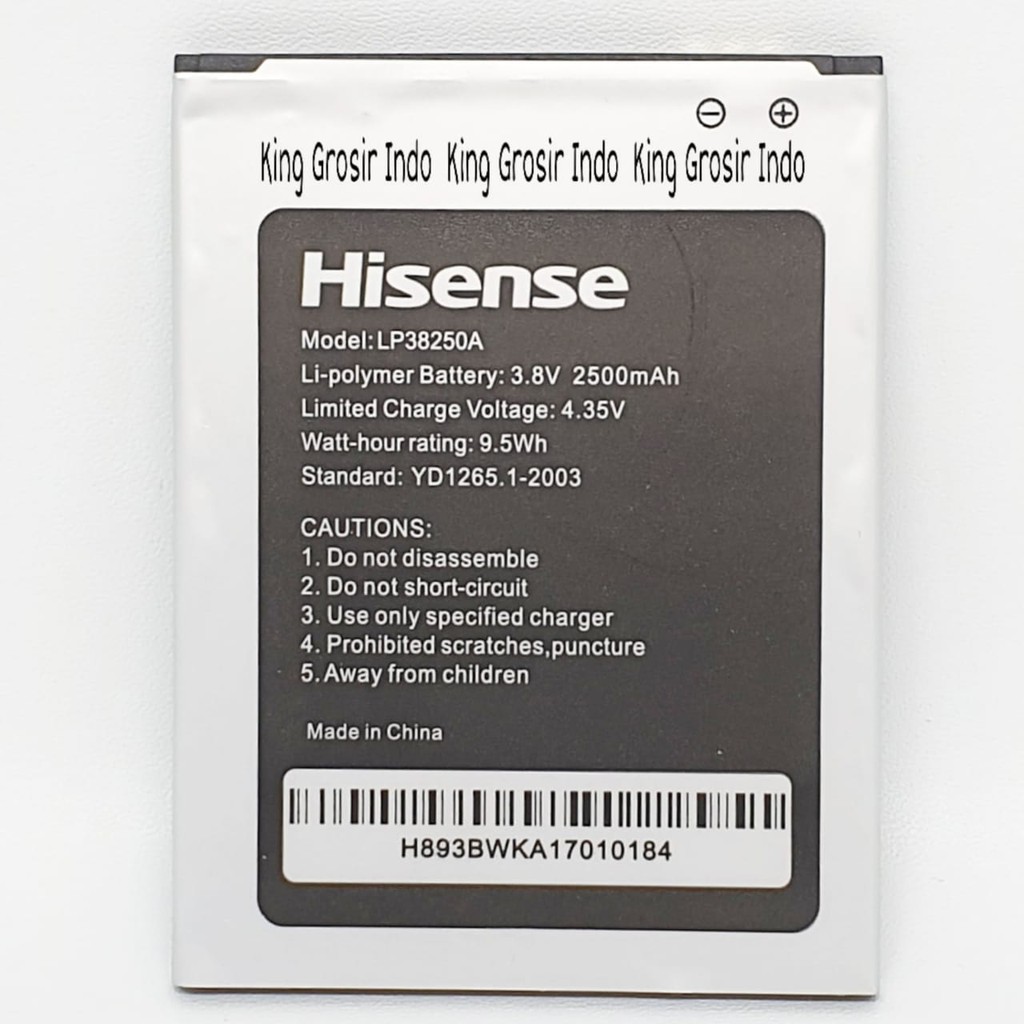 ⊖ ⊕
King Grosir Indo King Grosir Indo King Grosir Indo
Hisense
Model: LP38250A
Li-polymer Battery: 3.8V 2500mAh
Limited Charge Voltage: 4.35V
Watt-hour rating: 9.5Wh
Standard: YD1265.1-2003
CAUTIONS:
1. Do not disassemble
2. Do not short-circuit
3. Use only specified charger
4. Prohibited scratches,puncture
5. Away from children
Made in China
H893BWKA17010184